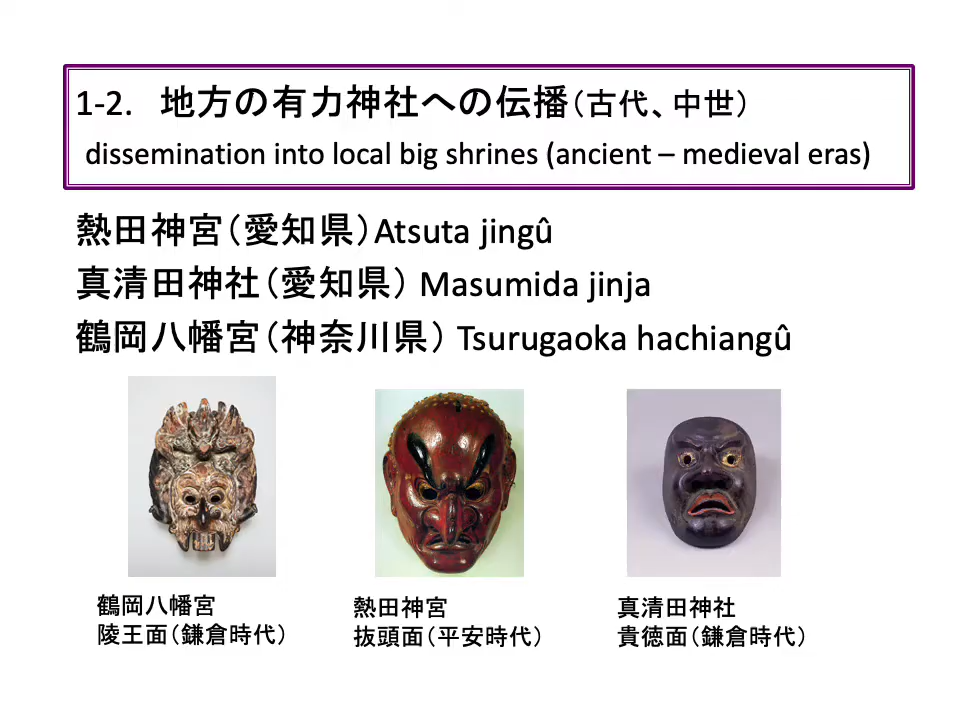 1-2.　地方の有力神社への伝播（古代、中世）
dissemination into local big shrines (ancient – medieval eras)
熱田神宮（愛知県）Atsuta jingû
真清田神社（愛知県） Masumida jinja
鶴岡八幡宮（神奈川県） Tsurugaoka hachiangû
鶴岡八幡宮
陵王面（鎌倉時代）
熱田神宮
抜頭面（平安時代）
真清田神社
貴徳面（鎌倉時代）